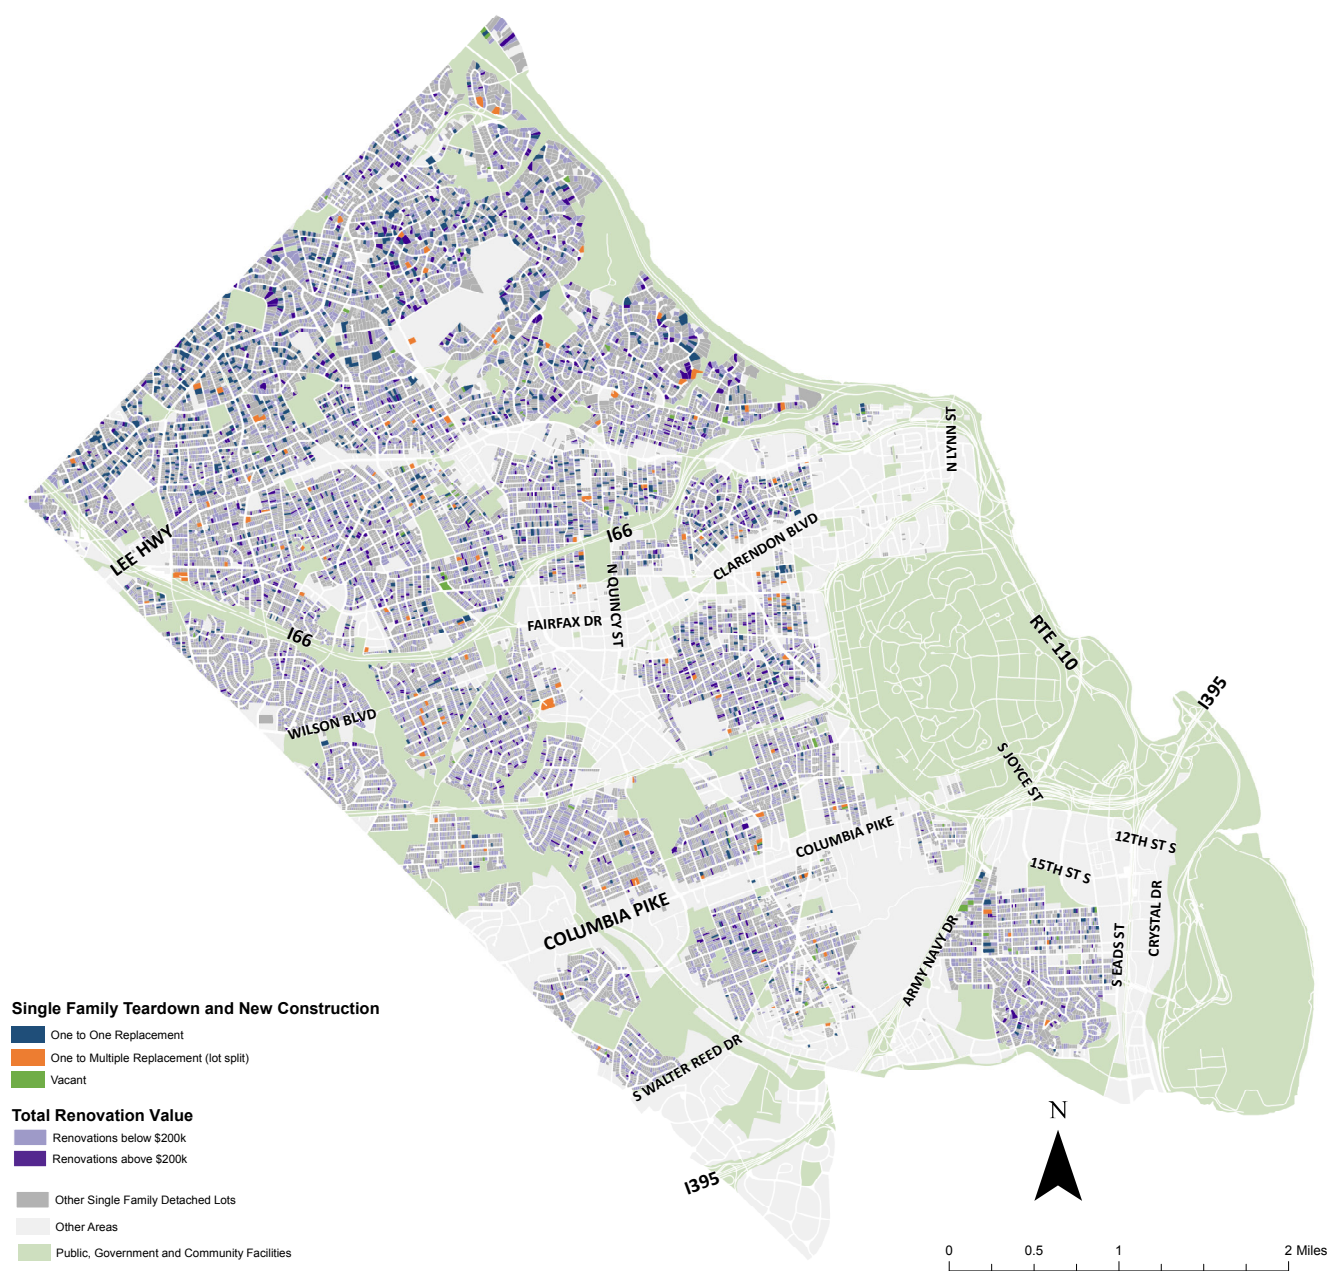 N LYNN ST
LEE HWY
I66
CLARENDON BLVD
N QUINCY ST
FAIRFAX DR
I66
RTE 110
I395
WILSON BLVD
S JOYCE ST
COLUMBIA PIKE
12TH ST S
15TH ST S
COLUMBIA PIKE
CRYSTAL DR
S EADS ST
ARMY NAVY DR
S WALTER REED DR
I395
Single Family Teardown and New Construction
One to One Replacement
One to Multiple Replacement (lot split)
Vacant
Total Renovation Value
Renovations below $200k
Renovations above $200k
Other Single Family Detached Lots
Other Areas
Public, Government and Community Facilities
N
0 0.5 1 2 Miles